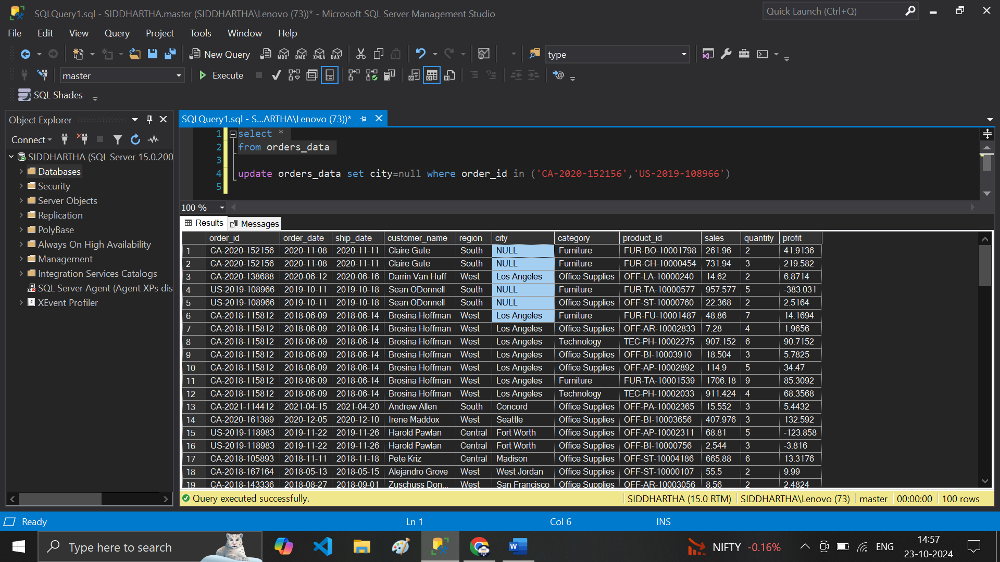 SQLQuery1.sql - SIDDHARTHA.master (SIDDHARTHA\Lenovo (73))* - Microsoft SQL Server Management Studio
Quick Launch (Ctrl+Q)
File Edit View Query Project Tools Window Help
New Query MDX DMX XMLA DAX type
master Execute
SQL Shades
Object Explorer
Connect
SIDDHARTHA (SQL Server 15.0.200
Databases
Security
Server Objects
Replication
PolyBase
Always On High Availability
Management
Integration Services Catalogs
SQL Server Agent (Agent XPs dis
XEvent Profiler
SQLQuery1.sql - S...ARTHA\Lenovo (73))*
1 select *
2 from orders_data
3
4 update orders_data set city=null where order_id in ('CA-2020-152156','US-2019-108966')
5
100 %
Results Messages
order_id order_date ship_date customer_name region city category product_id sales quantity profit
1 CA-2020-152156 2020-11-08 2020-11-11 Claire Gute South NULL Furniture FUR-BO-10001798 261.96 2 41.9136
2 CA-2020-152156 2020-11-08 2020-11-11 Claire Gute South NULL Furniture FUR-CH-10000454 731.94 3 219.582
3 CA-2020-138688 2020-06-12 2020-06-16 Darrin Van Huff West Los Angeles Office Supplies OFF-LA-10000240 14.62 2 6.8714
4 US-2019-108966 2019-10-11 2019-10-18 Sean ODonnell South NULL Furniture FUR-TA-10000577 957.577 5 -383.031
5 US-2019-108966 2019-10-11 2019-10-18 Sean ODonnell South NULL Office Supplies OFF-ST-10000760 22.368 2 2.5164
6 CA-2018-115812 2018-06-09 2018-06-14 Brosina Hoffman West Los Angeles Furniture FUR-FU-10001487 48.86 7 14.1694
7 CA-2018-115812 2018-06-09 2018-06-14 Brosina Hoffman West Los Angeles Office Supplies OFF-AR-10002833 7.28 4 1.9656
8 CA-2018-115812 2018-06-09 2018-06-14 Brosina Hoffman West Los Angeles Technology TEC-PH-10002275 907.152 6 90.7152
9 CA-2018-115812 2018-06-09 2018-06-14 Brosina Hoffman West Los Angeles Office Supplies OFF-BI-10003910 18.504 3 5.7825
10 CA-2018-115812 2018-06-09 2018-06-14 Brosina Hoffman West Los Angeles Office Supplies OFF-AP-10002892 114.9 5 34.47
11 CA-2018-115812 2018-06-09 2018-06-14 Brosina Hoffman West Los Angeles Furniture FUR-TA-10001539 1706.18 9 85.3092
12 CA-2018-115812 2018-06-09 2018-06-14 Brosina Hoffman West Los Angeles Technology TEC-PH-10002033 911.424 4 68.3568
13 CA-2021-114412 2021-04-15 2021-04-20 Andrew Allen South Concord Office Supplies OFF-PA-10002365 15.552 3 5.4432
14 CA-2020-161389 2020-12-05 2020-12-10 Irene Maddox West Seattle Office Supplies OFF-BI-10003656 407.976 3 132.592
15 US-2019-118983 2019-11-22 2019-11-26 Harold Pawlan Central Fort Worth Office Supplies OFF-AP-10002311 68.81 5 -123.858
16 US-2019-118983 2019-11-22 2019-11-26 Harold Pawlan Central Fort Worth Office Supplies OFF-BI-10000756 2.544 3 -3.816
17 CA-2018-105893 2018-11-11 2018-11-18 Pete Kriz Central Madison Office Supplies OFF-ST-10004186 665.88 6 13.3176
18 CA-2018-167164 2018-05-13 2018-05-15 Alejandro Grove West West Jordan Office Supplies OFF-ST-10000107 55.5 2 9.99
19 CA-2018-143336 2018-08-27 2018-09-01 Zuschuss Don... West San Francisco Office Supplies OFF-AR-10003056 8.56 2 2.4824
Query executed successfully. SIDDHARTHA (15.0 RTM) SIDDHARTHA\Lenovo (73) master 00:00:00 100 rows
Ready Ln 1 Col 6 INS
Type here to search
NIFTY -0.16% ENG 14:57
23-10-2024